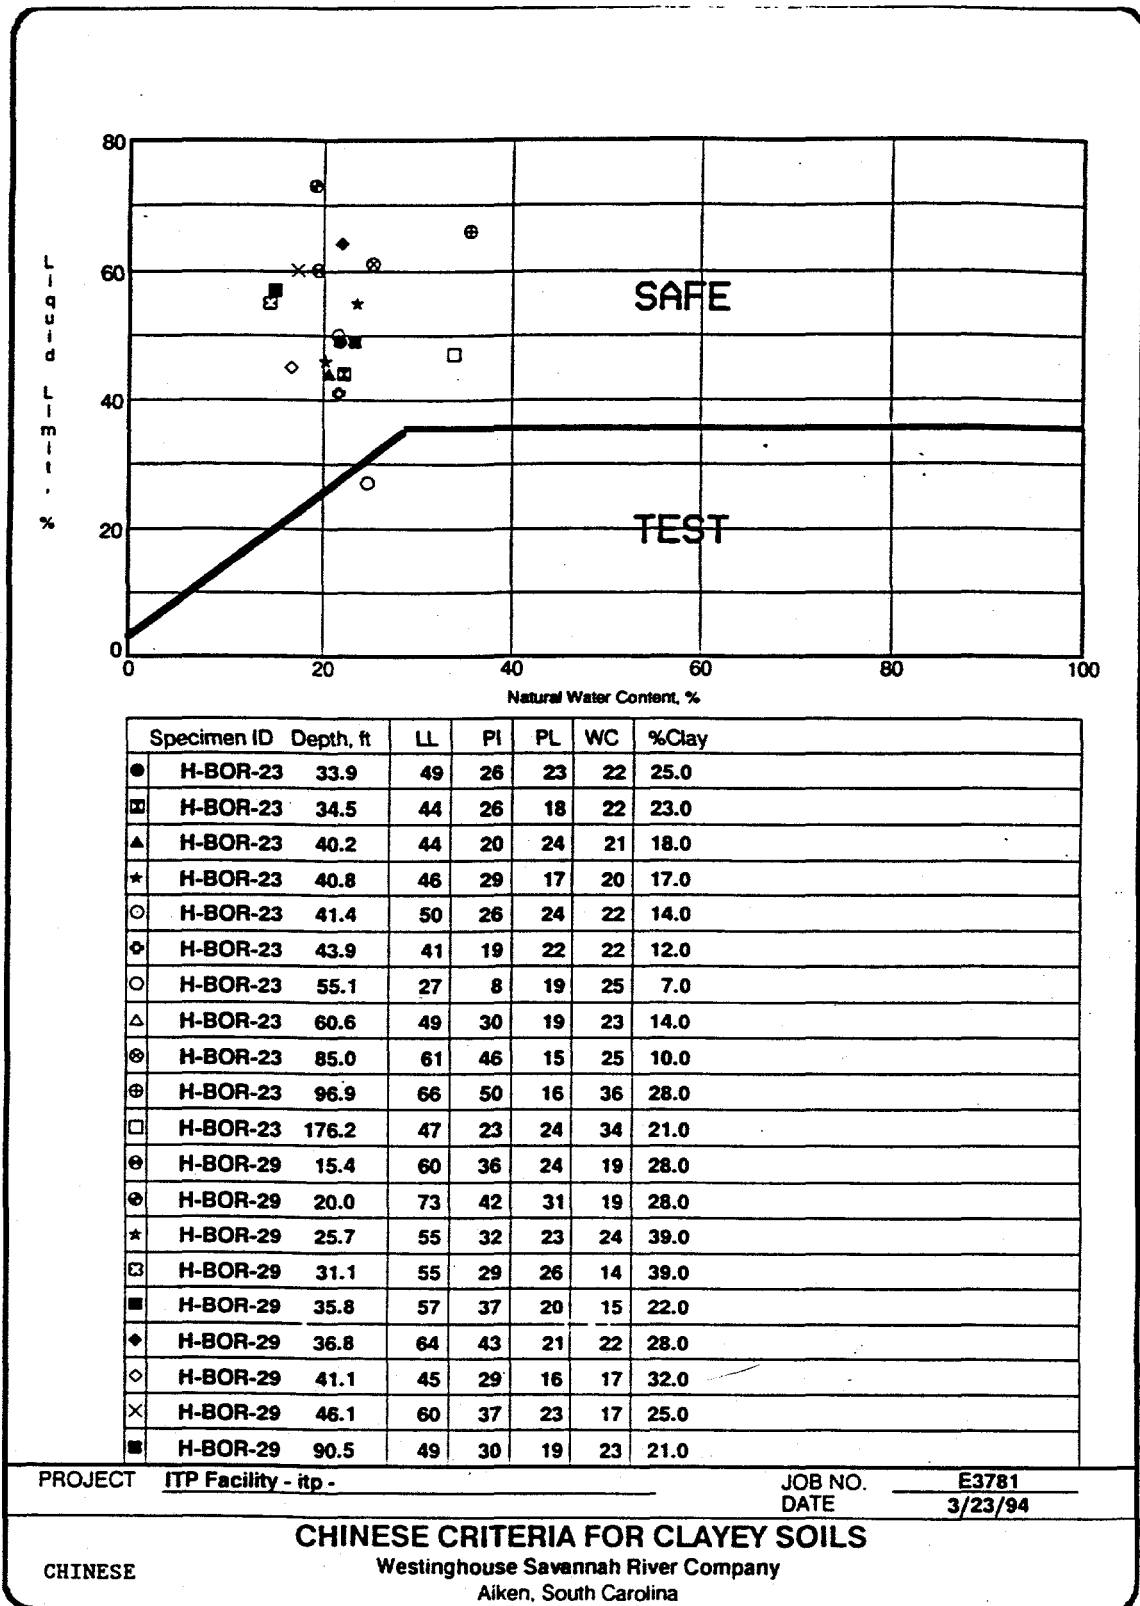 80
60
40
20
0
Liquid Limit, %
SAFE
TEST
0 20 40 60 80 100
Natural Water Content, %
Specimen ID Depth, ft LL PI PL WC %Clay
H-BOR-23 33.9 49 26 23 22 25.0
H-BOR-23 34.5 44 26 18 22 23.0
H-BOR-23 40.2 44 20 24 21 18.0
H-BOR-23 40.8 46 29 17 20 17.0
H-BOR-23 41.4 50 26 24 22 14.0
H-BOR-23 43.9 41 19 22 22 12.0
H-BOR-23 55.1 27 8 19 25 7.0
H-BOR-23 60.6 49 30 19 23 14.0
H-BOR-23 85.0 61 46 15 25 10.0
H-BOR-23 96.9 66 50 16 36 28.0
H-BOR-23 176.2 47 23 24 34 21.0
H-BOR-29 15.4 60 36 24 19 28.0
H-BOR-29 20.0 73 42 31 19 28.0
H-BOR-29 25.7 55 32 23 24 39.0
H-BOR-29 31.1 55 29 26 14 39.0
H-BOR-29 35.8 57 37 20 15 22.0
H-BOR-29 36.8 64 43 21 22 28.0
H-BOR-29 41.1 45 29 16 17 32.0
H-BOR-29 46.1 60 37 23 17 25.0
H-BOR-29 90.5 49 30 19 23 21.0
PROJECT ITP Facility - itp - JOB NO. E3781
DATE 3/23/94
CHINESE CRITERIA FOR CLAYEY SOILS
Westinghouse Savannah River Company
CHINESE
Aiken, South Carolina